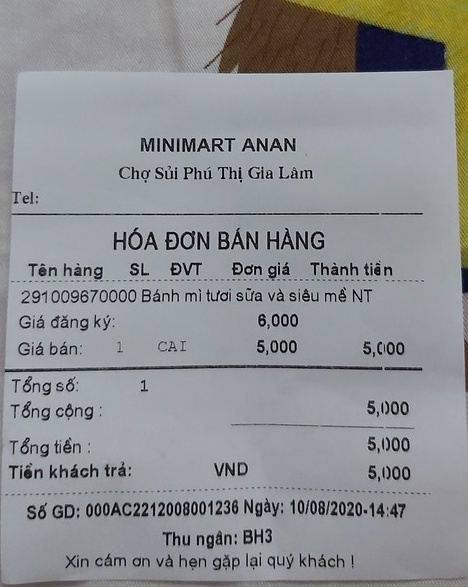 MINIMART ANAN
Chợ Sủi Phú Thị Gia Lâm
Tel:
HÓA ĐƠN BÁN HÀNG
Tên hàng SL ĐVT Đơn giá Thành tiền
291009670000 Bánh mì tươi sữa và siêu mề NT
Giá đăng ký: 6,000
Giá bán: 1 CAI 5,000 5,000
Tổng số: 1
Tổng cộng : 5,000
Tổng tiền : 5,000
Tiền khách trả: VND 5,000
Số GD: 000AC2212008001236 Ngày: 10/08/2020-14:47
Thu ngân: BH3
Xin cám ơn và hẹn gặp lại quý khách !